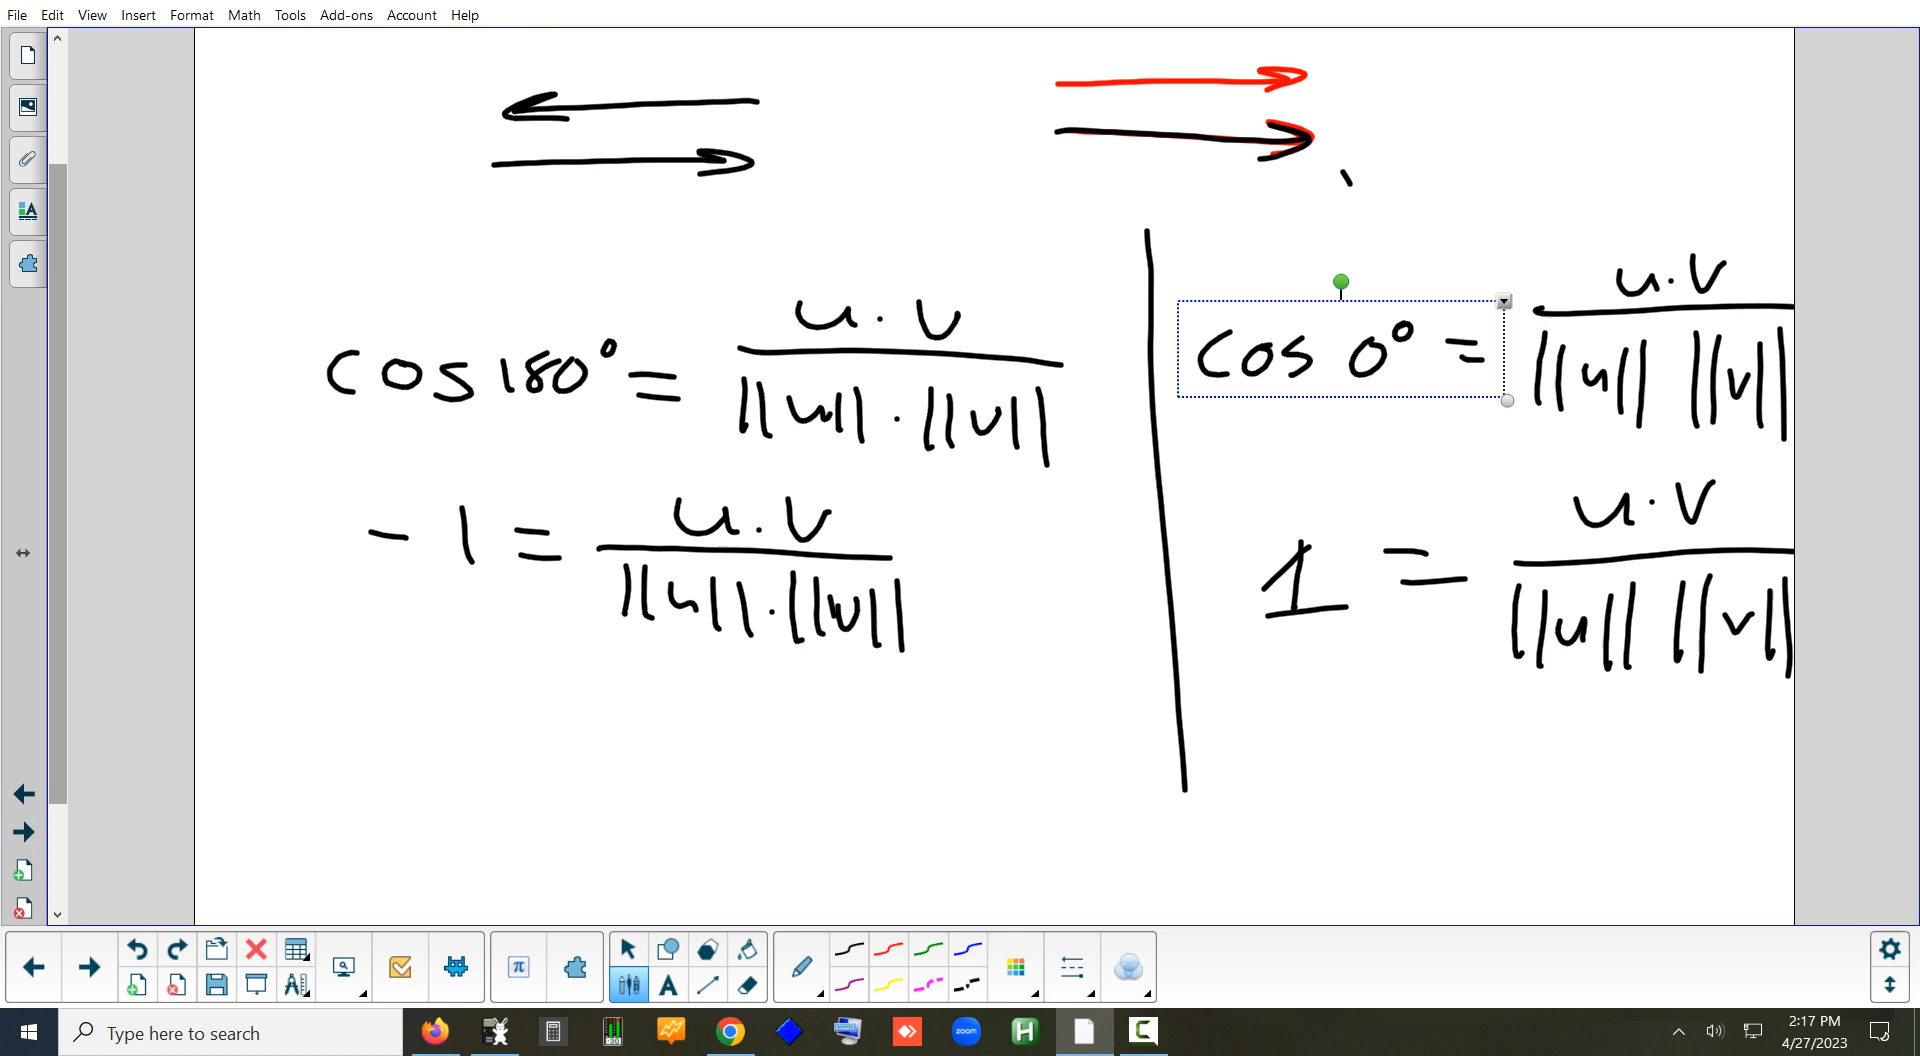 File Edit View Insert Format Math Tools Add-ons Account Help
cos 180° = u · v / ||u|| · ||v||
- 1 = u · v / ||u|| · ||v||
cos 0° = u · v / ||u|| ||v||
1 = u · v / ||u|| ||v||
π
A
Type here to search
zoom
H
C
2:17 PM
4/27/2023